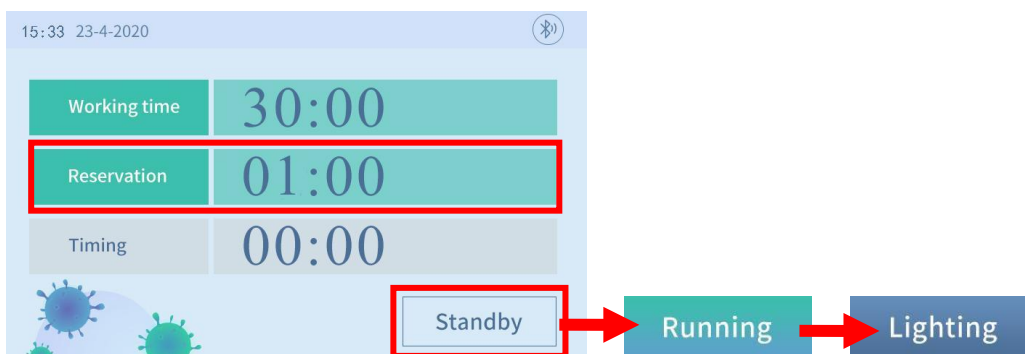 15:33 23-4-2020
Working time 30:00
Reservation 01:00
Timing 00:00
Standby Running Lighting